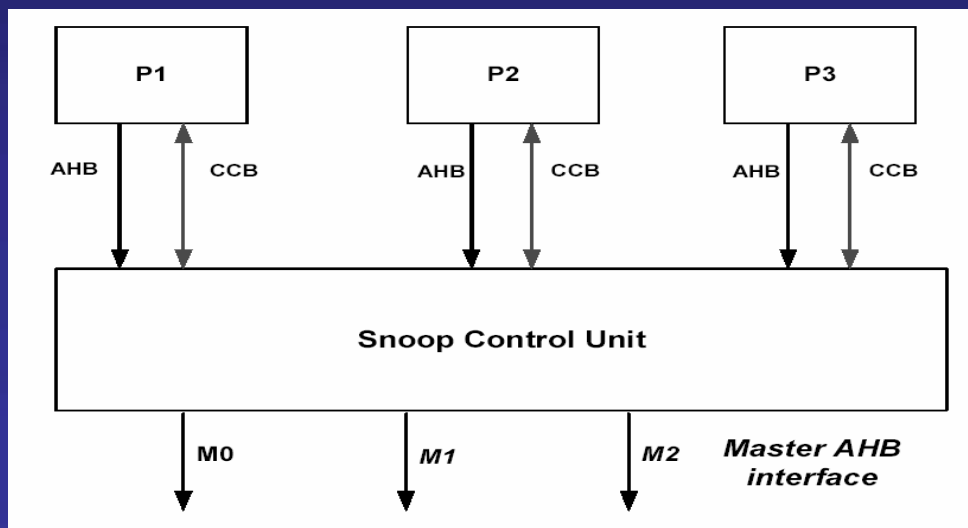 P1
P2
P3
AHB
CCB
AHB
CCB
AHB
CCB
Snoop Control Unit
M0
M1
M2
Master AHB
interface